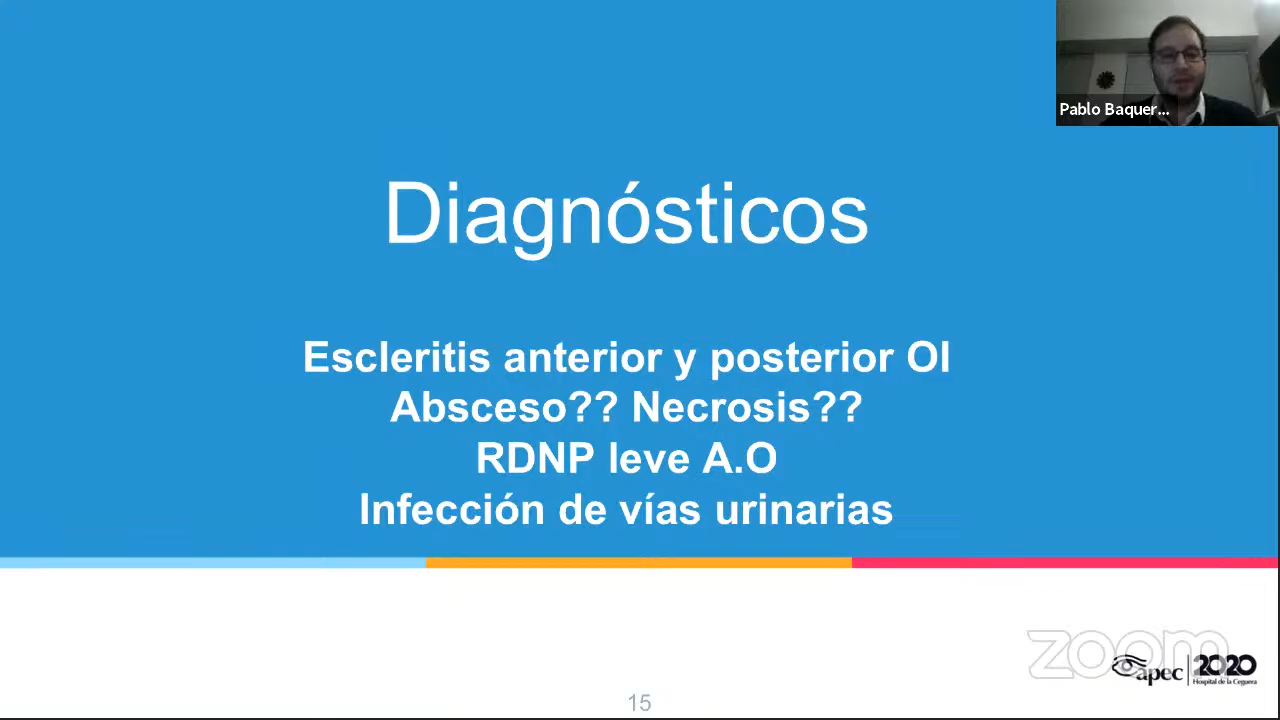 Pablo Baquer...
Diagnósticos
Escleritis anterior y posterior OI
Absceso?? Necrosis??
RDNP leve A.O
Infección de vías urinarias
zoom
apec 2020
Hospital de la Ceguera
15